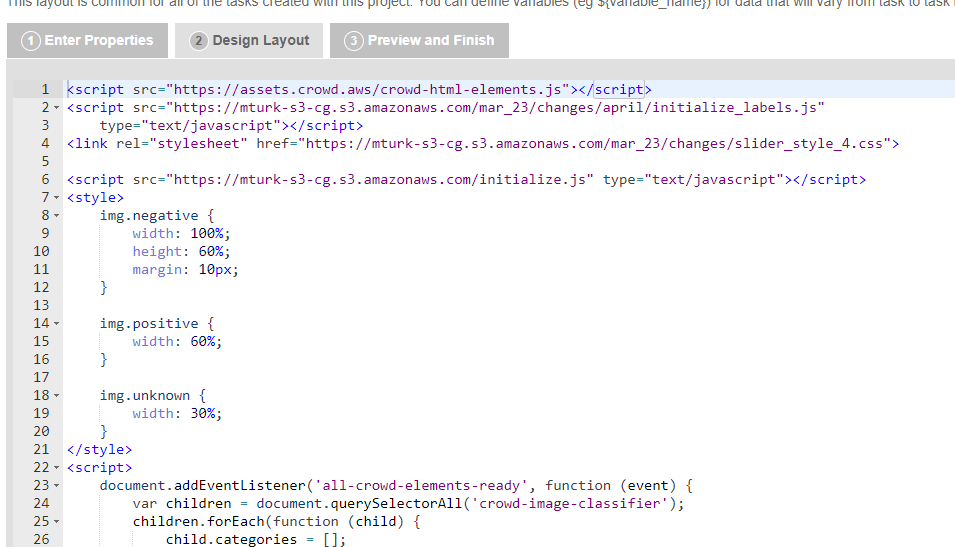 This layout is common for all of the tasks created with this project. You can define variables (eg ${variable_name}) for data that will vary from task to task
1 Enter Properties
2 Design Layout
3 Preview and Finish
1 <script src="https://assets.crowd.aws/crowd-html-elements.js"></script>
2 <script src="https://mturk-s3-cg.s3.amazonaws.com/mar_23/changes/april/initialize_labels.js"
3     type="text/javascript"></script>
4 <link rel="stylesheet" href="https://mturk-s3-cg.s3.amazonaws.com/mar_23/changes/slider_style_4.css">
5
6 <script src="https://mturk-s3-cg.s3.amazonaws.com/initialize.js" type="text/javascript"></script>
7 <style>
8     img.negative {
9         width: 100%;
10         height: 60%;
11         margin: 10px;
12     }
13
14     img.positive {
15         width: 60%;
16     }
17
18     img.unknown {
19         width: 30%;
20     }
21 </style>
22 <script>
23     document.addEventListener('all-crowd-elements-ready', function (event) {
24         var children = document.querySelectorAll('crowd-image-classifier');
25         children.forEach(function (child) {
26             child.categories = [];